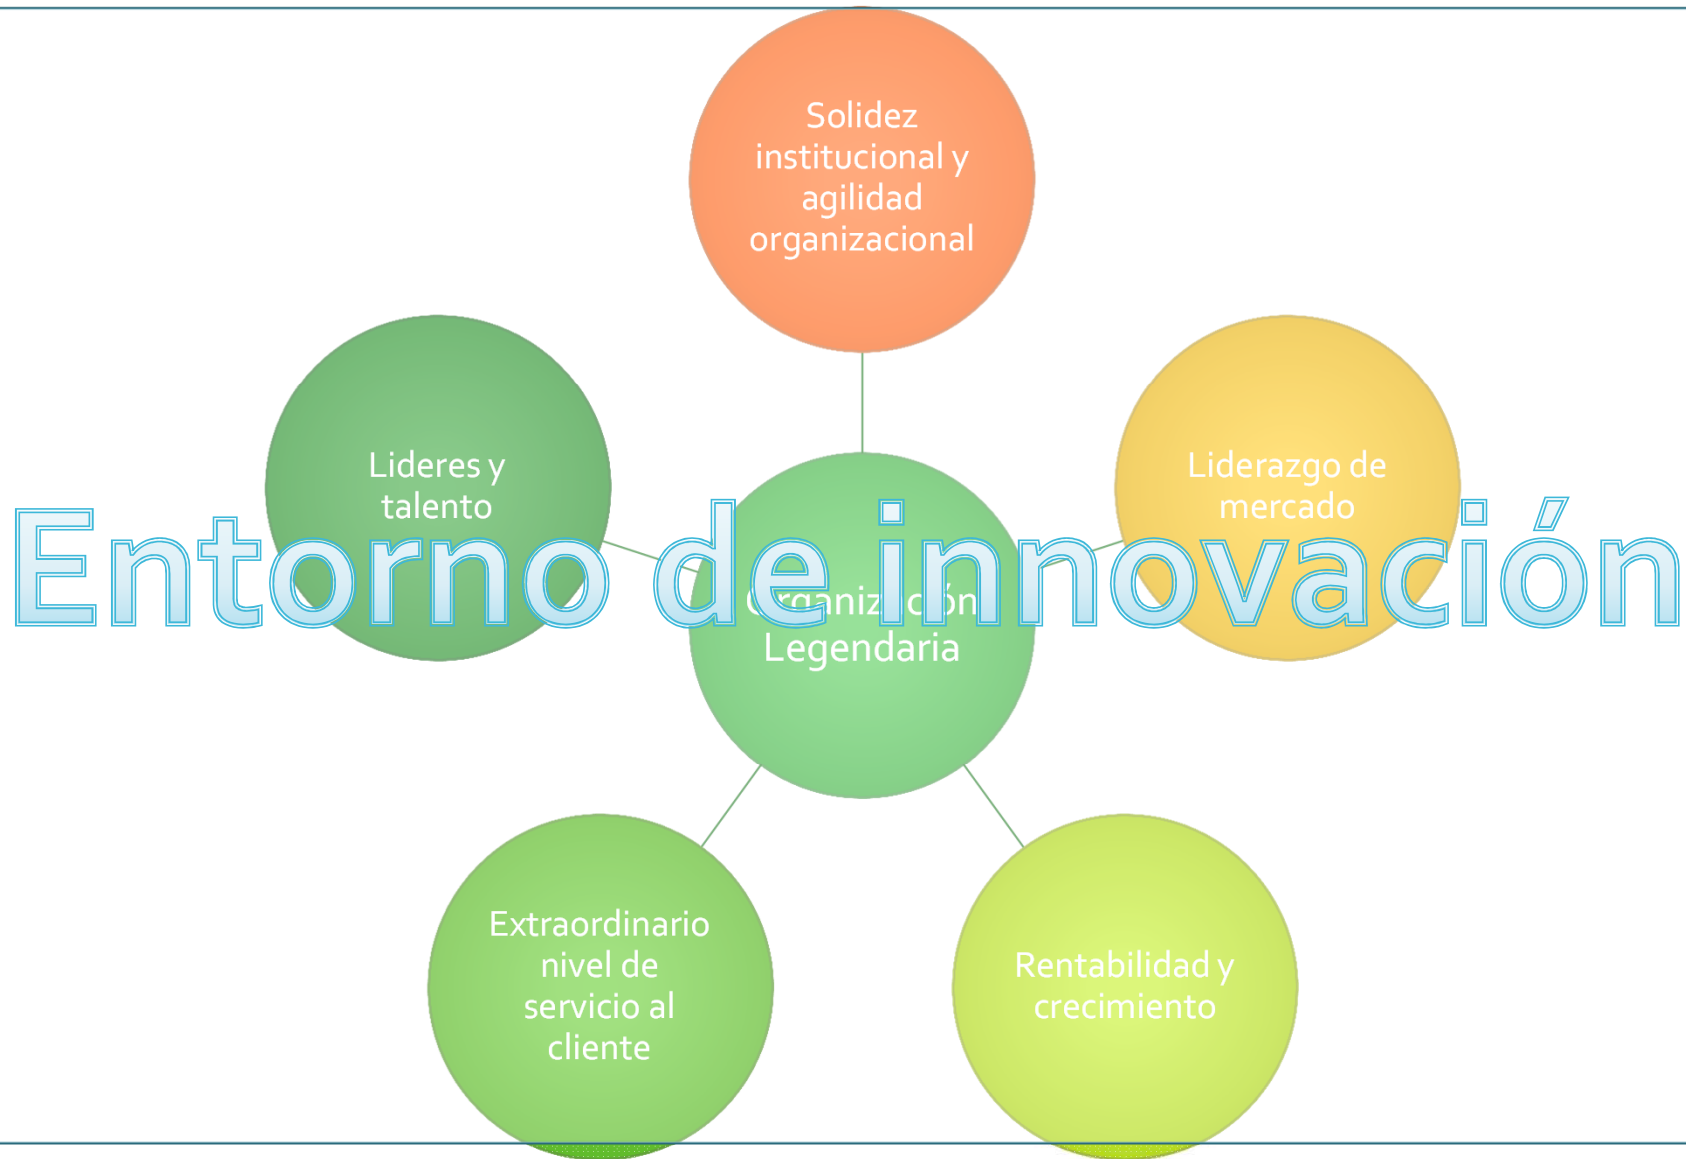 Solidez
institucional y
agilidad
organizacional
Lideres y
talento
Liderazgo de
mercado
Entorno de innovación
Organización
Legendaria
Extraordinario
nivel de
servicio al
cliente
Rentabilidad y
crecimiento